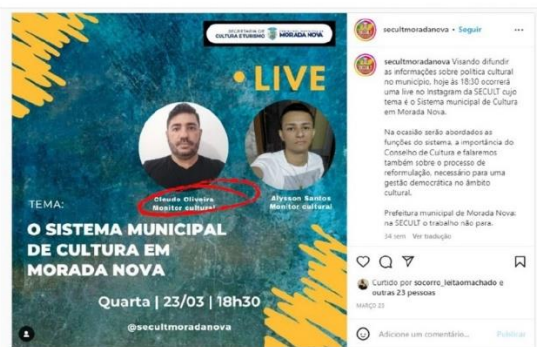 SECRETARIA DE
CULTURA E TURISMO
MORADA NOVA
• LIVE
Cleudo Oliveira
Monitor cultural
Alysson Santos
Monitor cultural
TEMA:
O SISTEMA MUNICIPAL
DE CULTURA EM
MORADA NOVA
Quarta | 23/03 | 18h30
@secultmoradanova
secultmoradanova • Seguir
secultmoradanova Visando difundir
as informações sobre política cultural
no município, hoje às 18:30 ocorrerá
uma live no Instagram da SECULT cujo
tema é o Sistema municipal de Cultura
em Morada Nova.
Na ocasião serão abordados as
funções do sistema, a importância do
Conselho de Cultura e falaremos
também sobre o processo de
reformulação, necessário para uma
gestão democrática no âmbito
cultural.
Prefeitura municipal de Morada Nova:
na SECULT o trabalho não para.
34 sem Ver tradução
Curtido por socorro_leitaomachado e
outras 23 pessoas
MARÇO 23
Adicione um comentário...
Publicar